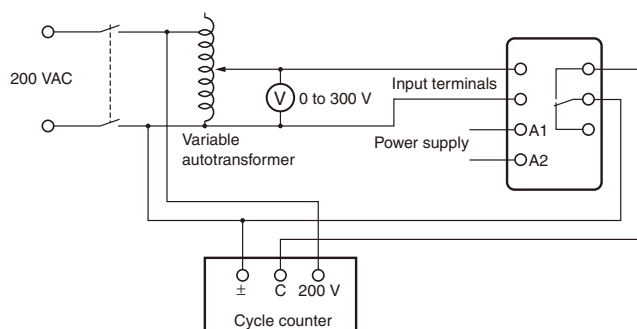 200 VAC
V
0 to 300 V
Variable
autotransformer
Input terminals
Power supply
A1
A2
± C 200 V
Cycle counter